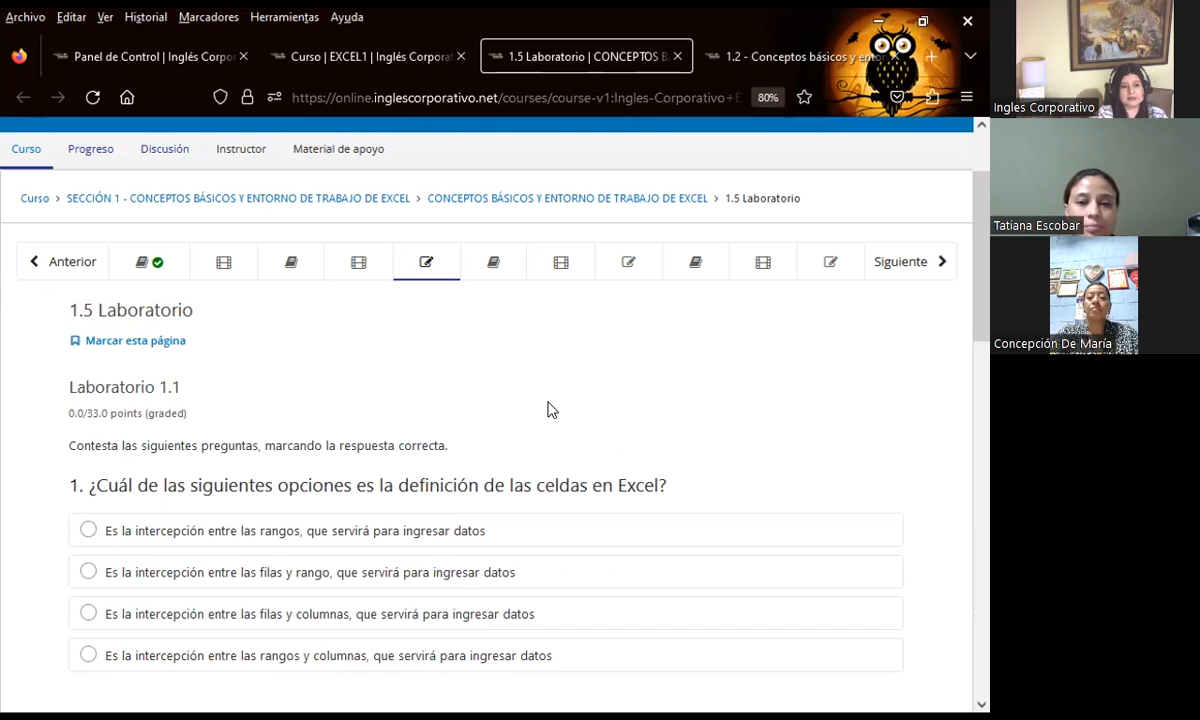 Archivo Editar Ver Historial Marcadores Herramientas Ayuda
Panel de Control | Inglés Corpor
Curso | EXCEL1 | Inglés Corporat
1.5 Laboratorio | CONCEPTOS B
1.2 - Conceptos básicos y
https://online.inglescorporativo.net/courses/course-v1:Ingles-Corporativo+
80%
Curso Progreso Discusión Instructor Material de apoyo
Curso > SECCIÓN 1 - CONCEPTOS BÁSICOS Y ENTORNO DE TRABAJO DE EXCEL > CONCEPTOS BÁSICOS Y ENTORNO DE TRABAJO DE EXCEL > 1.5 Laboratorio
Anterior
Siguiente
1.5 Laboratorio
Marcar esta página
Laboratorio 1.1
0.0/33.0 points (graded)
Contesta las siguientes preguntas, marcando la respuesta correcta.
1. ¿Cuál de las siguientes opciones es la definición de las celdas en Excel?
Es la intercepción entre las rangos, que servirá para ingresar datos
Es la intercepción entre las filas y rango, que servirá para ingresar datos
Es la intercepción entre las filas y columnas, que servirá para ingresar datos
Es la intercepción entre las rangos y columnas, que servirá para ingresar datos
Ingles Corporativo
Tatiana Escobar
Concepción De María